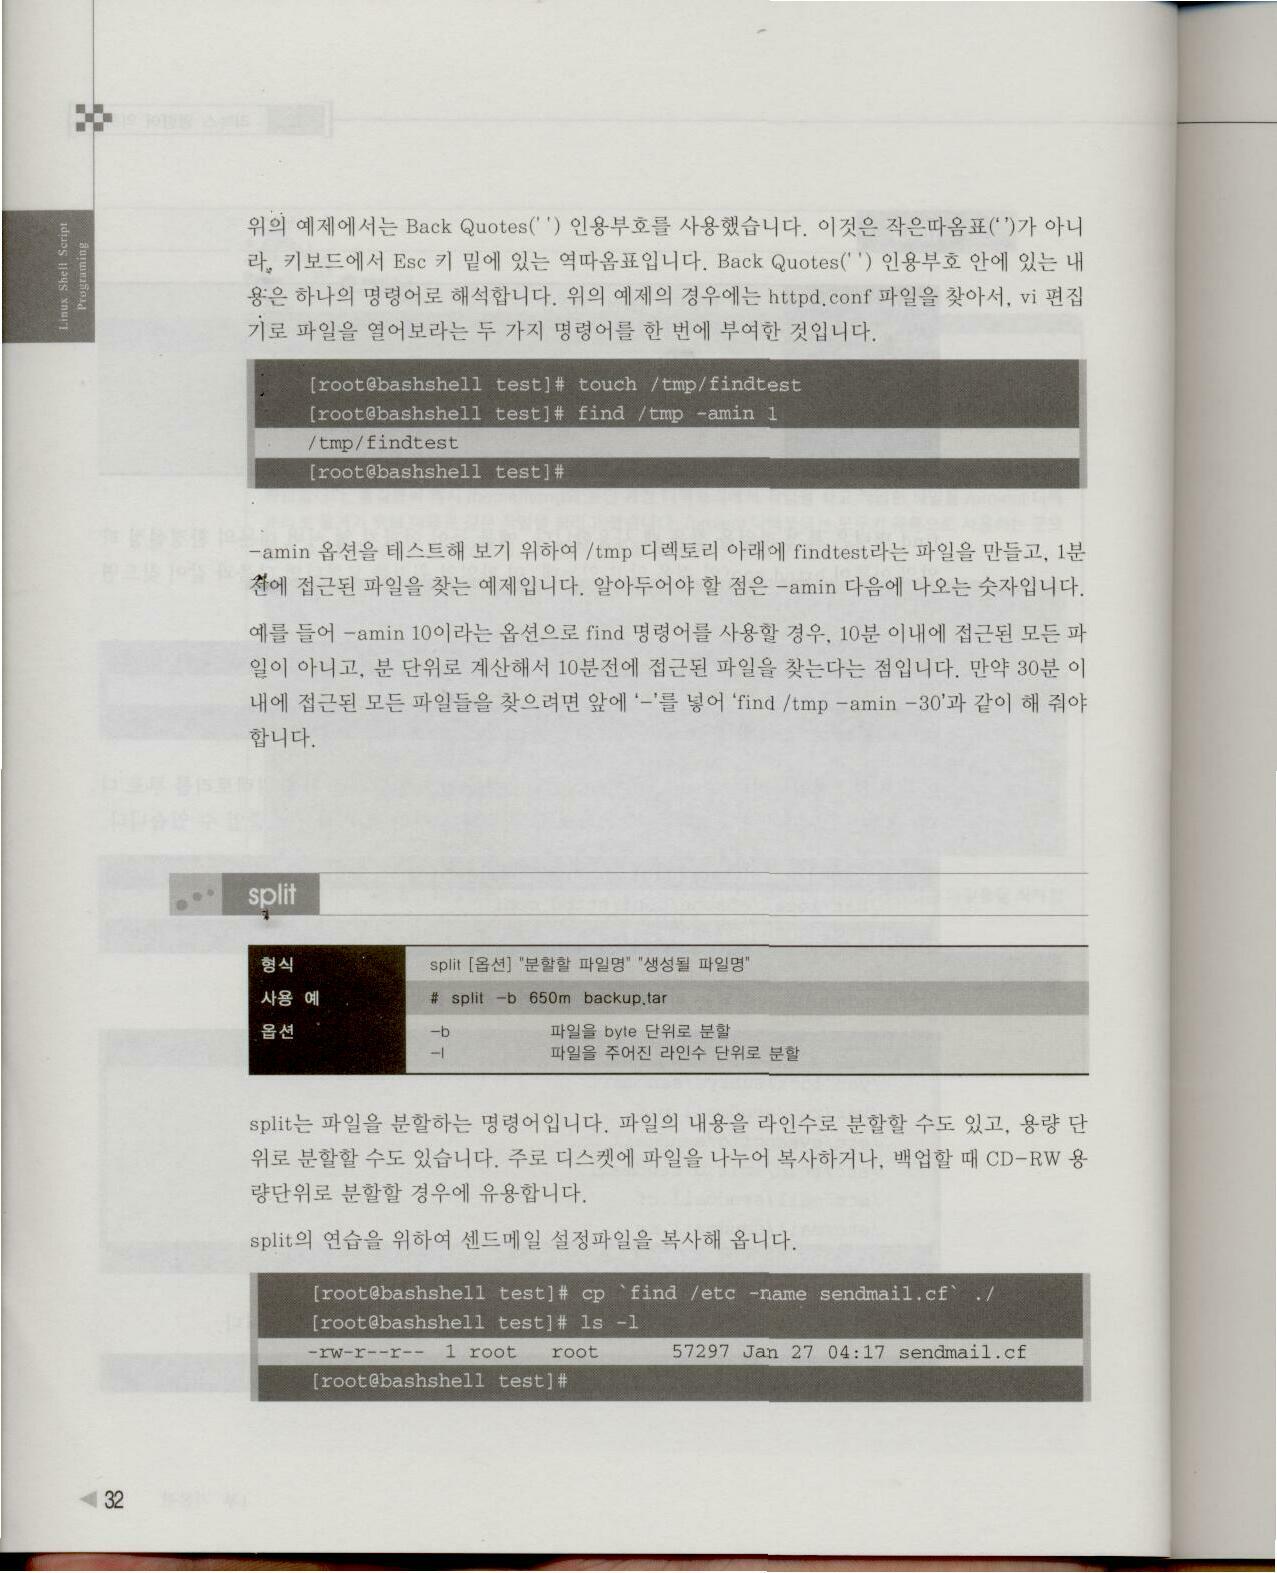 Linux Shell Script
Programing
위의 예제에서는 Back Quotes(' ') 인용부호를 사용했습니다. 이것은 작은따옴표(‘’)가 아니
라, 키보드에서 Esc 키 밑에 있는 역따옴표입니다. Back Quotes(' ') 인용부호 안에 있는 내
용은 하나의 명령어로 해석합니다. 위의 예제의 경우에는 httpd.conf 파일을 찾아서, vi 편집
기로 파일을 열어보라는 두 가지 명령어를 한 번에 부여한 것입니다.
[root@bashshell test]# touch /tmp/findtest
[root@bashshell test]# find /tmp -amin 1
/tmp/findtest
[root@bashshell test]#
-amin 옵션을 테스트해 보기 위하여 /tmp 디렉토리 아래에 findtest라는 파일을 만들고, 1분
전에 접근된 파일을 찾는 예제입니다. 알아두어야 할 점은 -amin 다음에 나오는 숫자입니다.
예를 들어 -amin 10이라는 옵션으로 find 명령어를 사용할 경우, 10분 이내에 접근된 모든 파
일이 아니고, 분 단위로 계산해서 10분전에 접근된 파일을 찾는다는 점입니다. 만약 30분 이
내에 접근된 모든 파일들을 찾으려면 앞에 ‘-’를 넣어 ‘find /tmp -amin -30’과 같이 해 줘야
합니다.
split
형식 split [옵션] "분할할 파일명" "생성될 파일명"
사용 예 # split -b 650m backup.tar
옵션 -b 파일을 byte 단위로 분할
-l 파일을 주어진 라인수 단위로 분할
split는 파일을 분할하는 명령어입니다. 파일의 내용을 라인수로 분할할 수도 있고, 용량 단
위로 분할할 수도 있습니다. 주로 디스켓에 파일을 나누어 복사하거나, 백업할 때 CD-RW 용
량단위로 분할할 경우에 유용합니다.
split의 연습을 위하여 센드메일 설정파일을 복사해 옵니다.
[root@bashshell test]# cp `find /etc -name sendmail.cf` ./
[root@bashshell test]# ls -l
-rw-r--r-- 1 root root 57297 Jan 27 04:17 sendmail.cf
[root@bashshell test]#
32